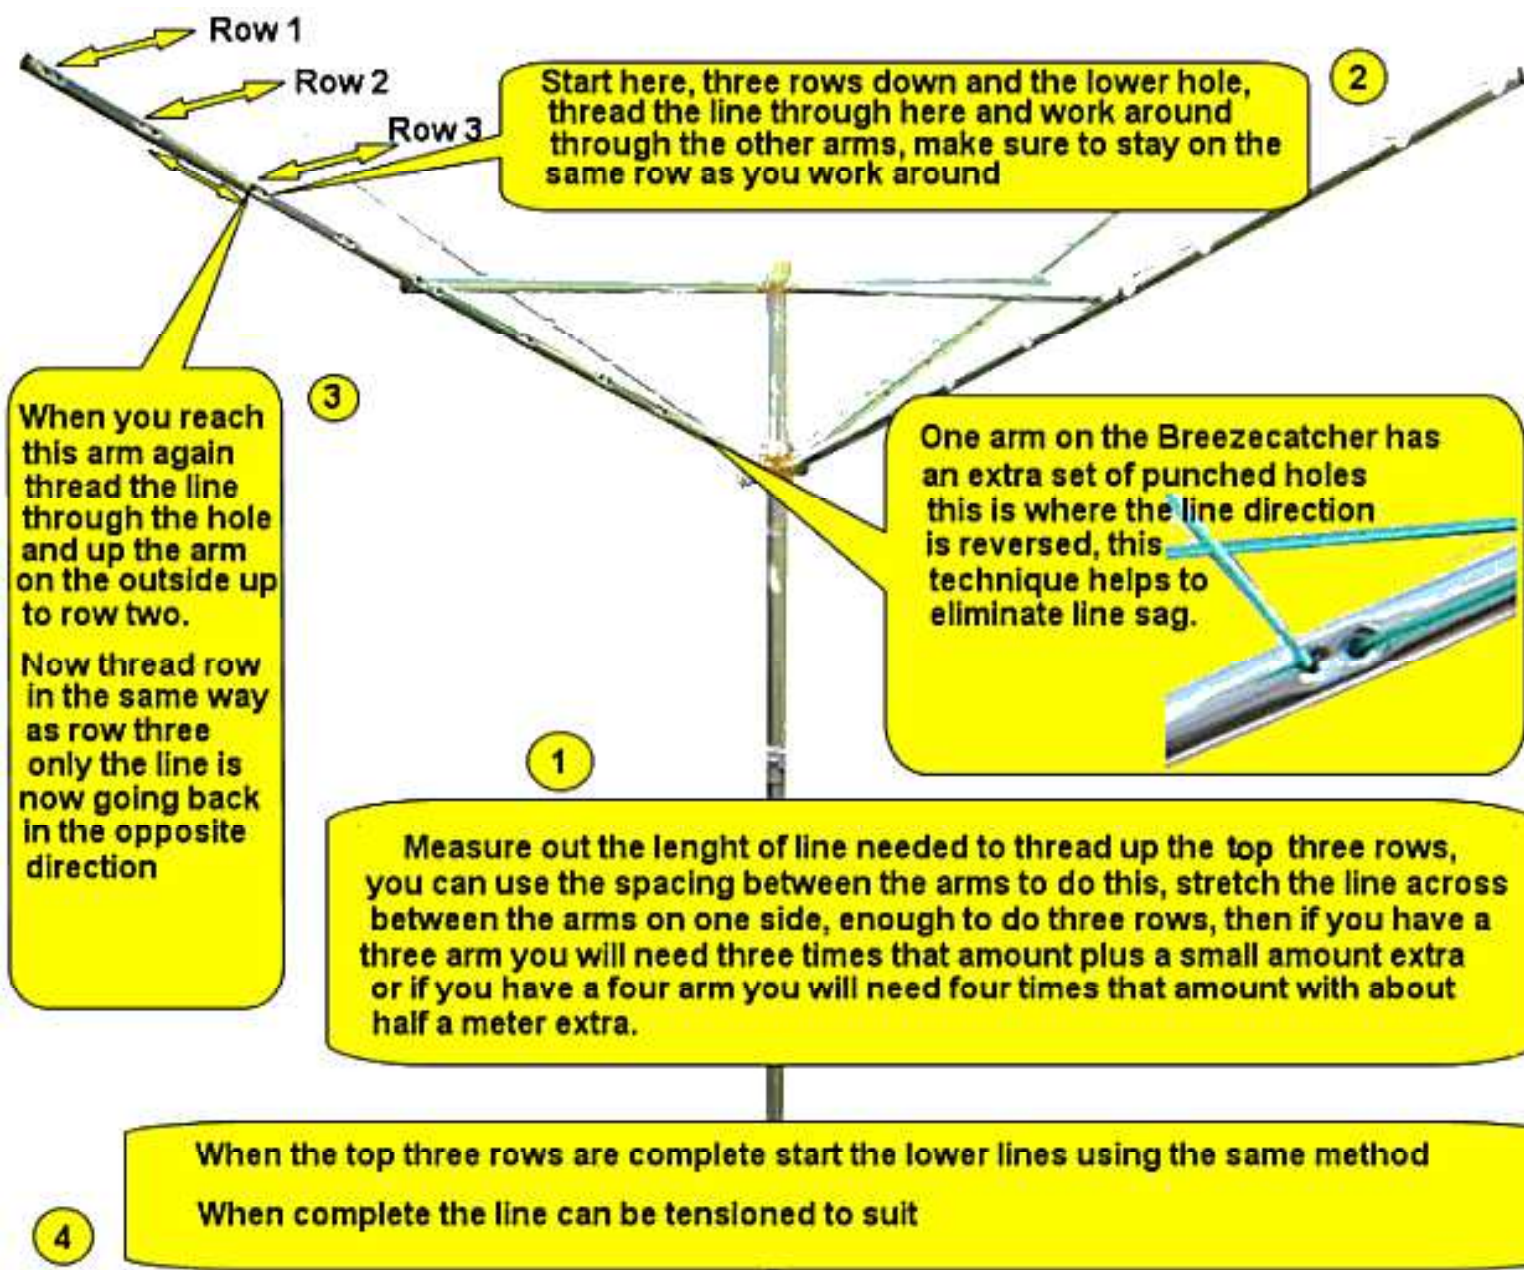 Row 1
Row 2
Row 3
Start here, three rows down and the lower hole,
thread the line through here and work around
through the other arms, make sure to stay on the
same row as you work around
2
3
When you reach
this arm again
thread the line
through the hole
and up the arm
on the outside up
to row two.
Now thread row
in the same way
as row three
only the line is
now going back
in the opposite
direction
One arm on the Breezecatcher has
an extra set of punched holes
this is where the line direction
is reversed, this
technique helps to
eliminate line sag.
1
Measure out the lenght of line needed to thread up the top three rows,
you can use the spacing between the arms to do this, stretch the line across
between the arms on one side, enough to do three rows, then if you have a
three arm you will need three times that amount plus a small amount extra
or if you have a four arm you will need four times that amount with about
half a meter extra.
When the top three rows are complete start the lower lines using the same method
When complete the line can be tensioned to suit
4